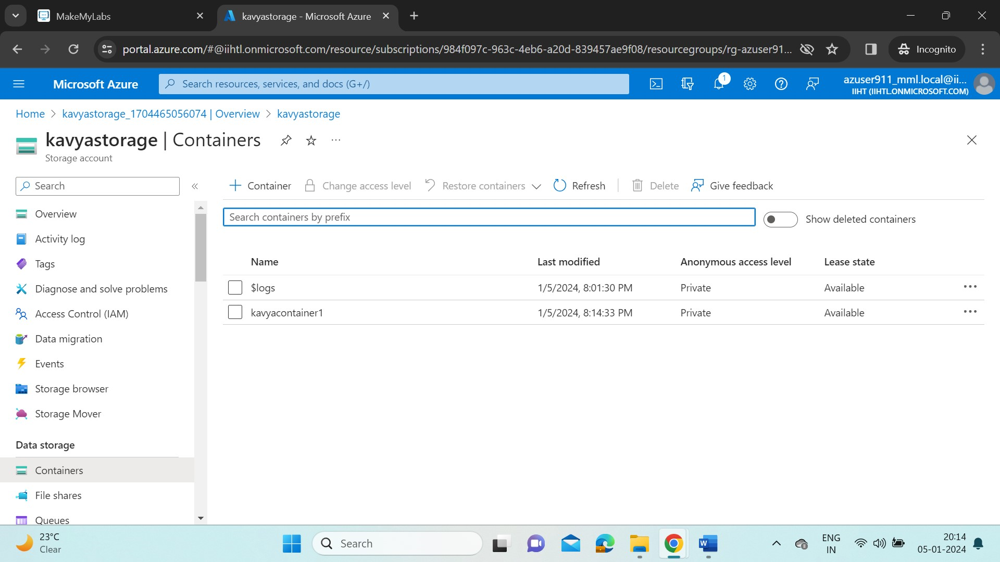 MakeMyLabs
kavyastorage - Microsoft Azure
portal.azure.com/#@iihtl.onmicrosoft.com/resource/subscriptions/984f097c-963c-4eb6-a20d-839457ae9f08/resourcegroups/rg-azuser91...
Incognito
Microsoft Azure
Search resources, services, and docs (G+/)
1
azuser911_mml.local@ii...
IIHT (IIHTL.ONMICROSOFT.COM)
Home > kavyastorage_1704465056074 | Overview > kavyastorage
kavyastorage | Containers
Storage account
Search
Container
Change access level
Restore containers
Refresh
Delete
Give feedback
Search containers by prefix
Show deleted containers
Name Last modified Anonymous access level Lease state
$logs 1/5/2024, 8:01:30 PM Private Available
kavyacontainer1 1/5/2024, 8:14:33 PM Private Available
Overview
Activity log
Tags
Diagnose and solve problems
Access Control (IAM)
Data migration
Events
Storage browser
Storage Mover
Data storage
Containers
File shares
Queues
23°C
Clear
Search
W
ENG
IN
20:14
05-01-2024